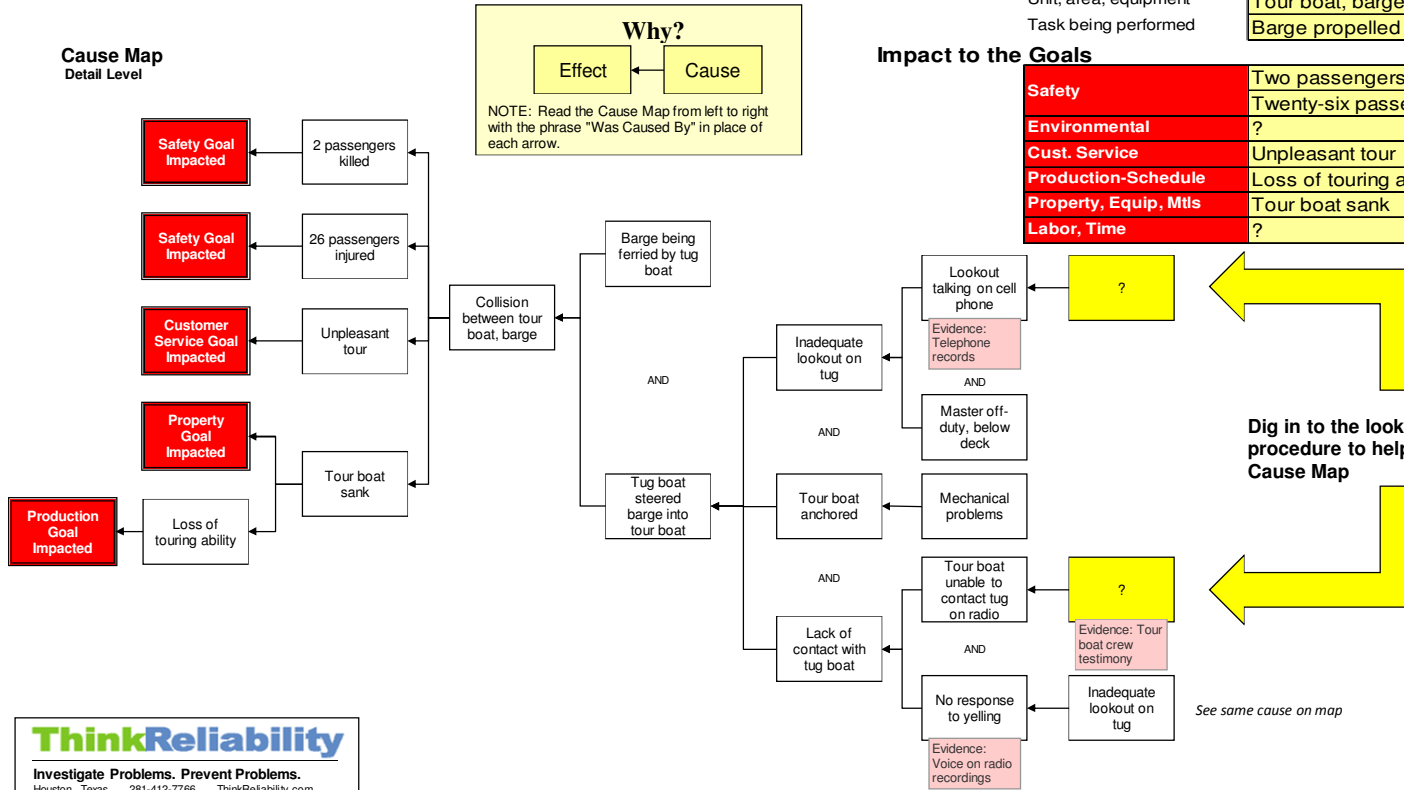 Unit, area, equipment
Tour boat, barge
Task being performed
Barge propelled
Cause Map
Detail Level
Why?
Effect
Cause
NOTE: Read the Cause Map from left to right
with the phrase "Was Caused By" in place of
each arrow.
Impact to the Goals
Safety
Two passengers
Twenty-six passe
Environmental
?
Cust. Service
Unpleasant tour
Production-Schedule
Loss of touring a
Property, Equip, Mtls
Tour boat sank
Labor, Time
?
Safety Goal
Impacted
2 passengers
killed
Safety Goal
Impacted
26 passengers
injured
Customer
Service Goal
Impacted
Unpleasant
tour
Property
Goal
Impacted
Tour boat
sank
Production
Goal
Impacted
Loss of
touring ability
Collision
between tour
boat, barge
Barge being
ferried by tug
boat
AND
Tug boat
steered
barge into
tour boat
Inadequate
lookout on
tug
AND
Tour boat
anchored
AND
Lack of
contact with
tug boat
Lookout
talking on cell
phone
Evidence:
Telephone
records
AND
Master off-
duty, below
deck
Mechanical
problems
Tour boat
unable to
contact tug
on radio
AND
No response
to yelling
Evidence:
Voice on radio
recordings
?
?
Evidence: Tour
boat crew
testimony
Inadequate
lookout on
tug
See same cause on map
Dig in to the look
procedure to help
Cause Map
ThinkReliability
Investigate Problems. Prevent Problems.
Houston, Texas 281-412-7766 ThinkReliability.com